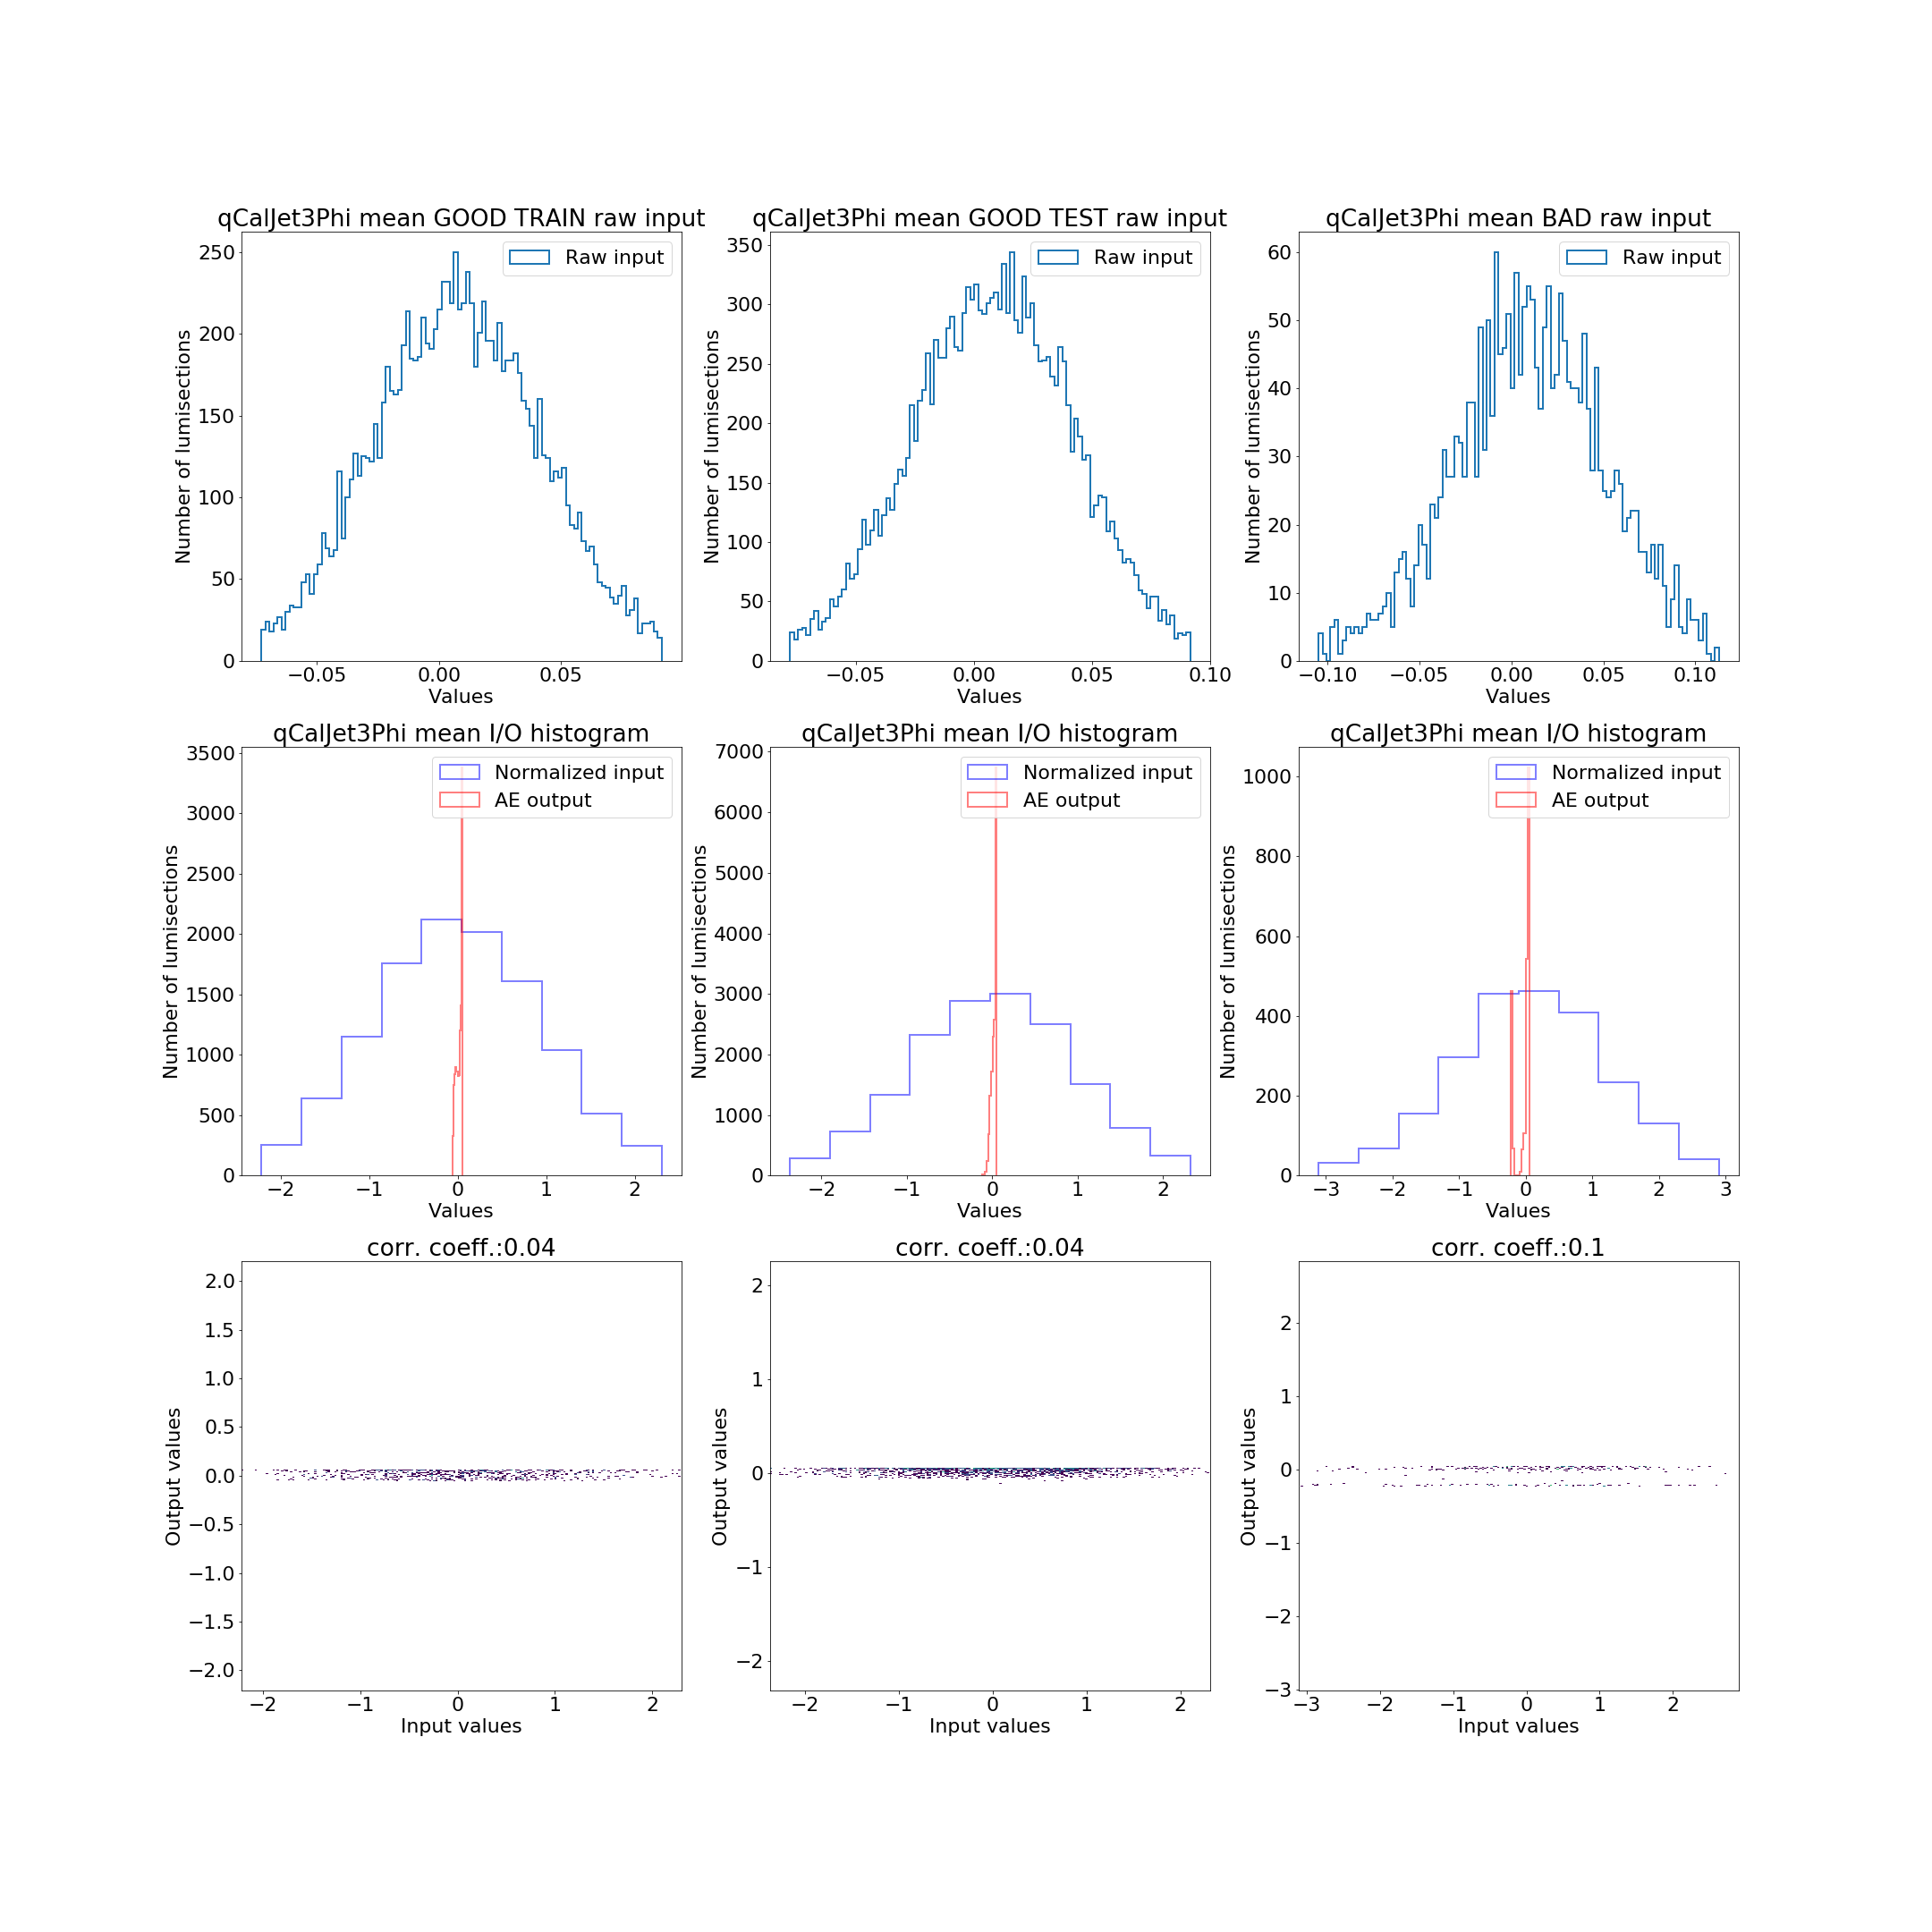 qCalJet3Phi mean GOOD TRAIN raw input
Raw input
250
200
150
100
50
0
Number of lumisections
−0.05 0.00 0.05
Values
qCalJet3Phi mean GOOD TEST raw input
Raw input
350
300
250
200
150
100
50
0
Number of lumisections
−0.05 0.00 0.05 0.10
Values
qCalJet3Phi mean BAD raw input
Raw input
60
50
40
30
20
10
0
Number of lumisections
−0.10 −0.05 0.00 0.05 0.10
Values
qCalJet3Phi mean I/O histogram
Normalized input
AE output
3500
3000
2500
2000
1500
1000
500
0
Number of lumisections
−2 −1 0 1 2
Values
qCalJet3Phi mean I/O histogram
Normalized input
AE output
7000
6000
5000
4000
3000
2000
1000
0
Number of lumisections
−2 −1 0 1 2
Values
qCalJet3Phi mean I/O histogram
Normalized input
AE output
1000
800
600
400
200
0
Number of lumisections
−3 −2 −1 0 1 2 3
Values
corr. coeff.:0.04
2.0
1.5
1.0
0.5
0.0
−0.5
−1.0
−1.5
−2.0
Output values
−2 −1 0 1 2
Input values
corr. coeff.:0.04
2
1
0
−1
−2
Output values
−2 −1 0 1 2
Input values
corr. coeff.:0.1
2
1
0
−1
−2
−3
Output values
−3 −2 −1 0 1 2
Input values